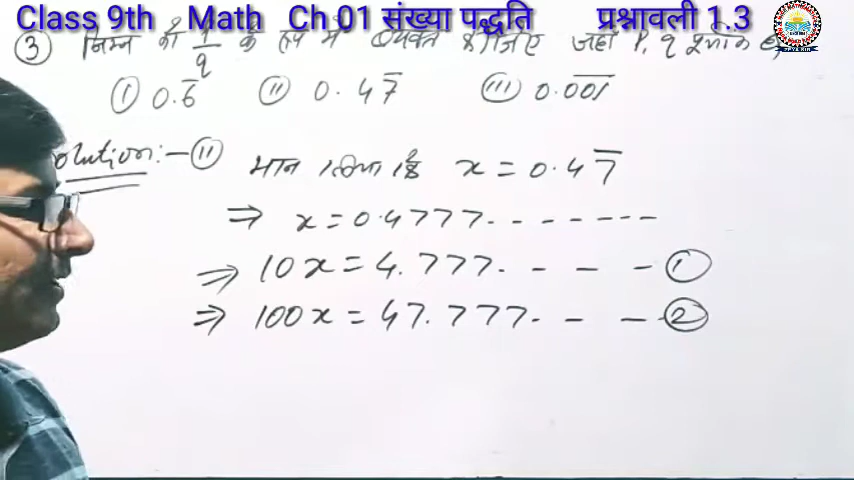 Class 9th Math Ch 01 संख्या पद्धति प्रश्नावली 1.3
③ निम्न को 1/q के रूप में व्यक्त कीजिए जहाँ P, q
Ⓘ 0.6̅ Ⓘⓘ 0.47̅ Ⓘⓘⓘ 0.0̅0̅1̅
Solution:- (II) x = 0.47̅
⇒ x = 0.4777-------
⇒ 10x = 4.777---- ①
⇒ 100x = 47.777--- ②